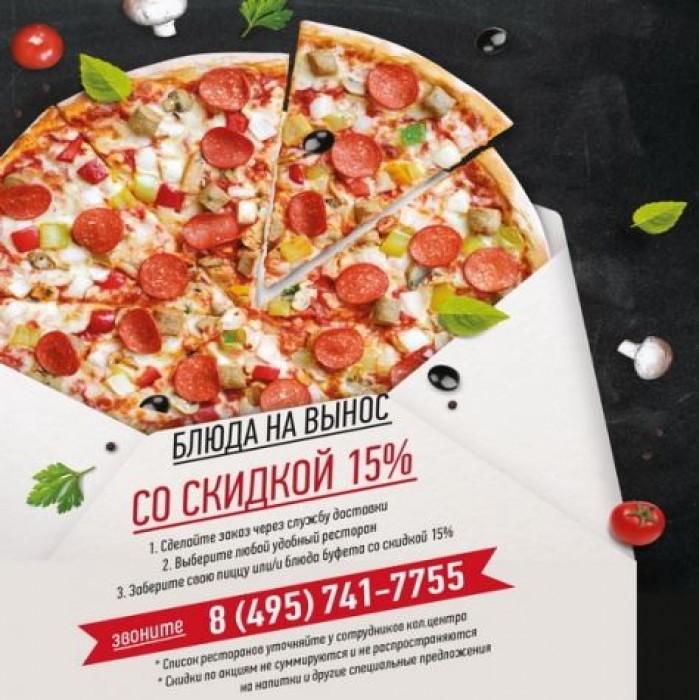 БЛЮДА НА ВЫНОС
СО СКИДКОЙ 15%
1. Сделайте заказ через службу доставки
2. Выберите любой удобный ресторан
3. Заберите свою пиццу или/и блюда буфета со скидкой 15%
звоните 8 (495) 741-7755
* Список ресторанов уточняйте у сотрудников кол.центра
* Скидки по акциям не суммируются и не распространяются
на напитки и другие специальные предложения